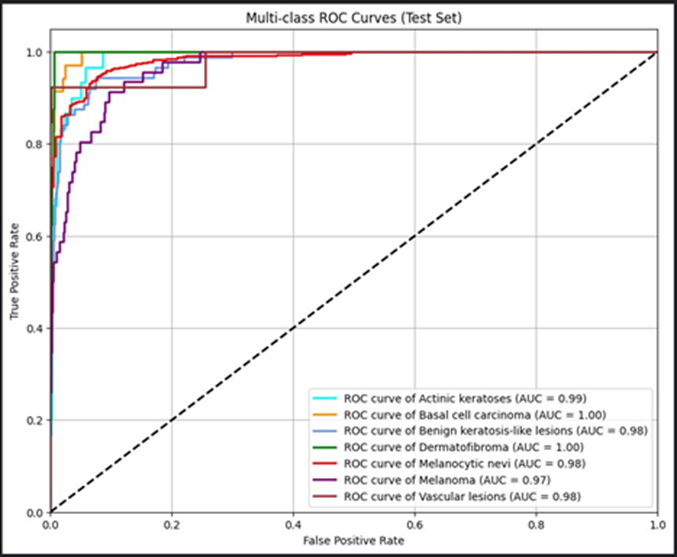 Multi-class ROC Curves (Test Set)
1.0
0.8
0.6
0.4
0.2
0.0
True Positive Rate
ROC curve of Actinic keratoses (AUC = 0.99)
ROC curve of Basal cell carcinoma (AUC = 1.00)
ROC curve of Benign keratosis-like lesions (AUC = 0.98)
ROC curve of Dermatofibroma (AUC = 1.00)
ROC curve of Melanocytic nevi (AUC = 0.98)
ROC curve of Melanoma (AUC = 0.97)
ROC curve of Vascular lesions (AUC = 0.98)
0.0 0.2 0.4 0.6 0.8 1.0
False Positive Rate